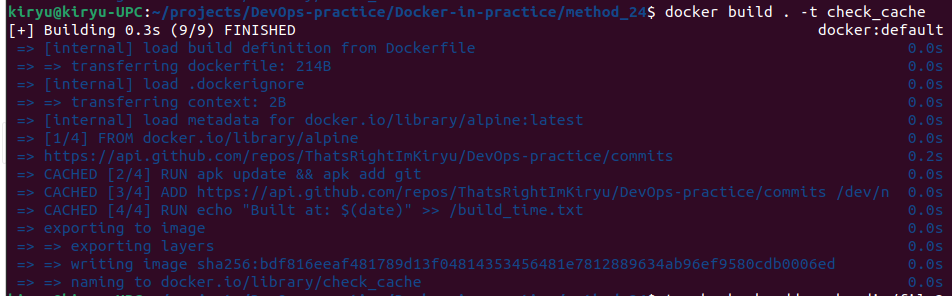 kiryu@kiryu-UPC:~/projects/DevOps-practice/Docker-in-practice/method_24$ docker build . -t check_cache
[+] Building 0.3s (9/9) FINISHED docker:default
=> [internal] load build definition from Dockerfile 0.0s
=> => transferring dockerfile: 214B 0.0s
=> [internal] load .dockerignore 0.0s
=> => transferring context: 2B 0.0s
=> [internal] load metadata for docker.io/library/alpine:latest 0.0s
=> [1/4] FROM docker.io/library/alpine 0.0s
=> https://api.github.com/repos/ThatsRightImKiryu/DevOps-practice/commits 0.2s
=> CACHED [2/4] RUN apk update && apk add git 0.0s
=> CACHED [3/4] ADD https://api.github.com/repos/ThatsRightImKiryu/DevOps-practice/commits /dev/n 0.0s
=> CACHED [4/4] RUN echo "Built at: $(date)" >> /build_time.txt 0.0s
=> exporting to image 0.0s
=> => exporting layers 0.0s
=> => writing image sha256:bdf816eeaf481789d13f04814353456481e7812889634ab96ef9580cdb0006ed 0.0s
=> => naming to docker.io/library/check_cache 0.0s